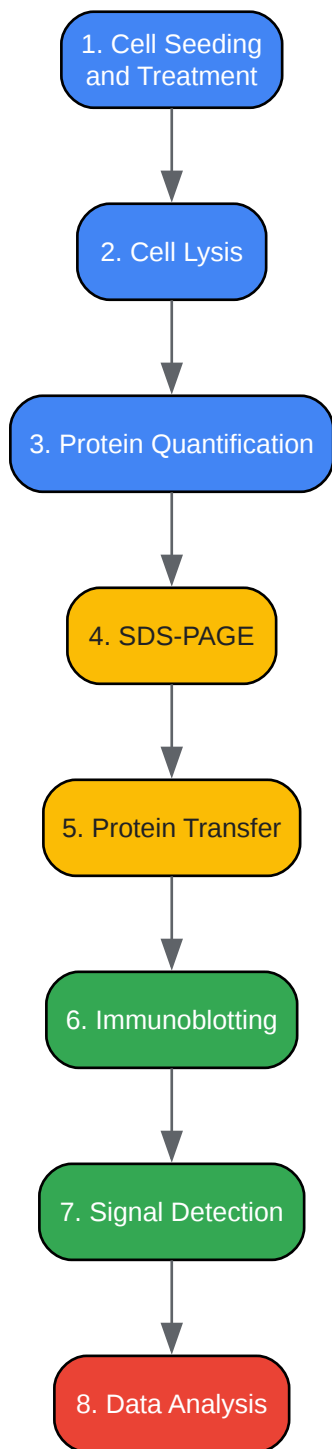 1. Cell Seeding
and Treatment
2. Cell Lysis
3. Protein Quantification
4. SDS-PAGE
5. Protein Transfer
6. Immunoblotting
7. Signal Detection
8. Data Analysis